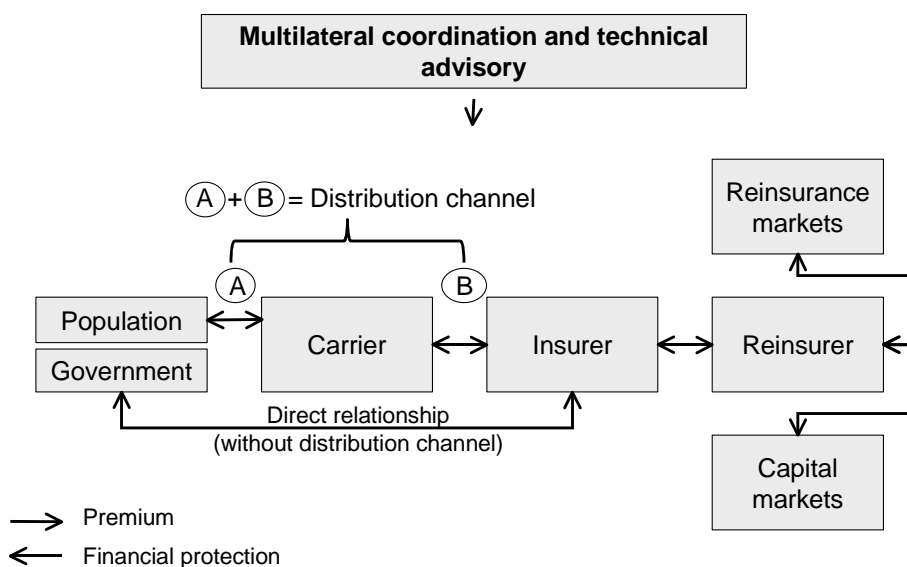 Multilateral coordination and technical
advisory
A + B = Distribution channel
Reinsurance
markets
A
B
Population
Government
Carrier
Insurer
Reinsurer
Direct relationship
(without distribution channel)
Capital
markets
Premium
Financial protection